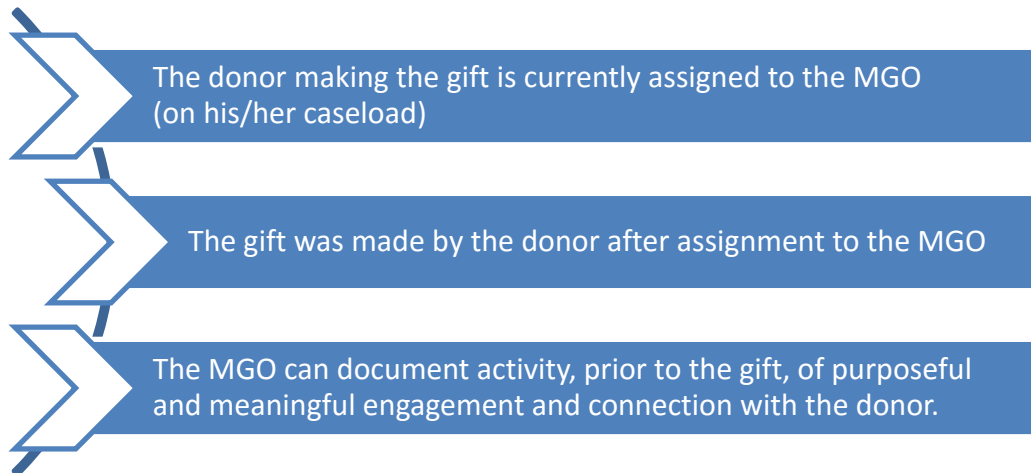 The donor making the gift is currently assigned to the MGO
(on his/her caseload)
The gift was made by the donor after assignment to the MGO
The MGO can document activity, prior to the gift, of purposeful
and meaningful engagement and connection with the donor.